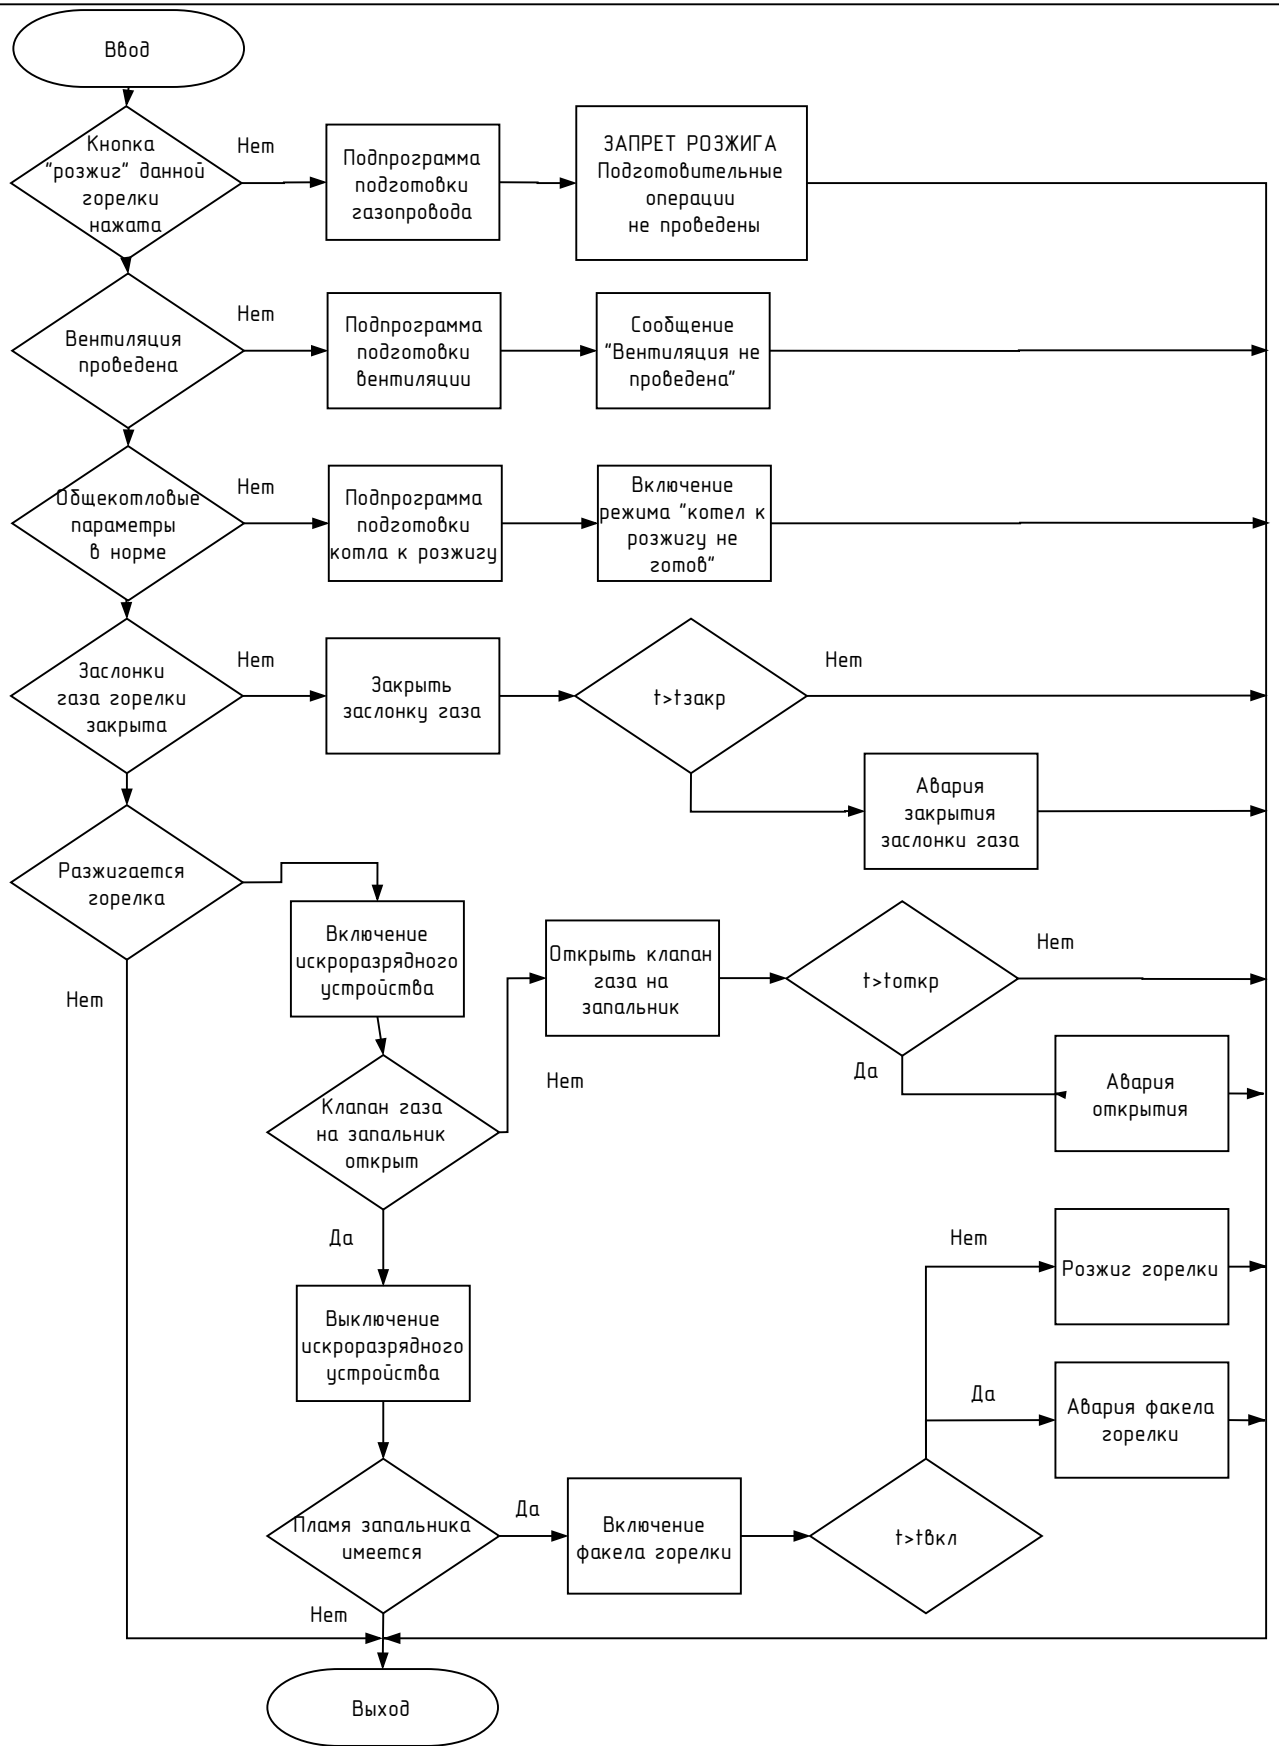 Ввод
Кнопка
"розжиг" данной
горелки
нажата
Нет
Подпрограмма
подготовки
газопровода
ЗАПРЕТ РОЗЖИГА
Подготовительные
операции
не проведены
Вентиляция
проведена
Нет
Подпрограмма
подготовки
вентиляции
Сообщение
"Вентиляция не
проведена"
Общекотловые
параметры
в норме
Нет
Подпрограмма
подготовки
котла к розжигу
Включение
режима "котел к
розжигу не
готов"
Заслонки
газа горелки
закрыта
Нет
Закрыть
заслонку газа
t>tзакр
Нет
Авария
закрытия
заслонки газа
Разжигается
горелка
Нет
Включение
искроразрядного
устройства
Открыть клапан
газа на
запальник
t>tоткр
Нет
Да
Авария
открытия
Клапан газа
на запальник
открыт
Нет
Да
Выключение
искроразрядного
устройства
Нет
Розжиг горелки
Да
Авария факела
горелки
Пламя запальника
имеется
Да
Включение
факела горелки
t>tвкл
Нет
Выход